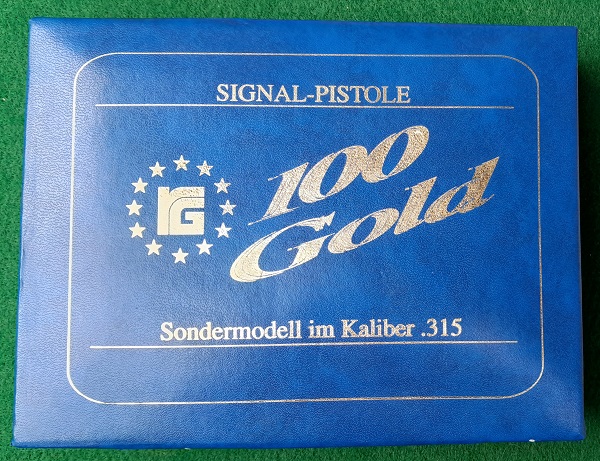 SIGNAL-PISTOLE
100
Gold
RG
Sondermodell im Kaliber .315